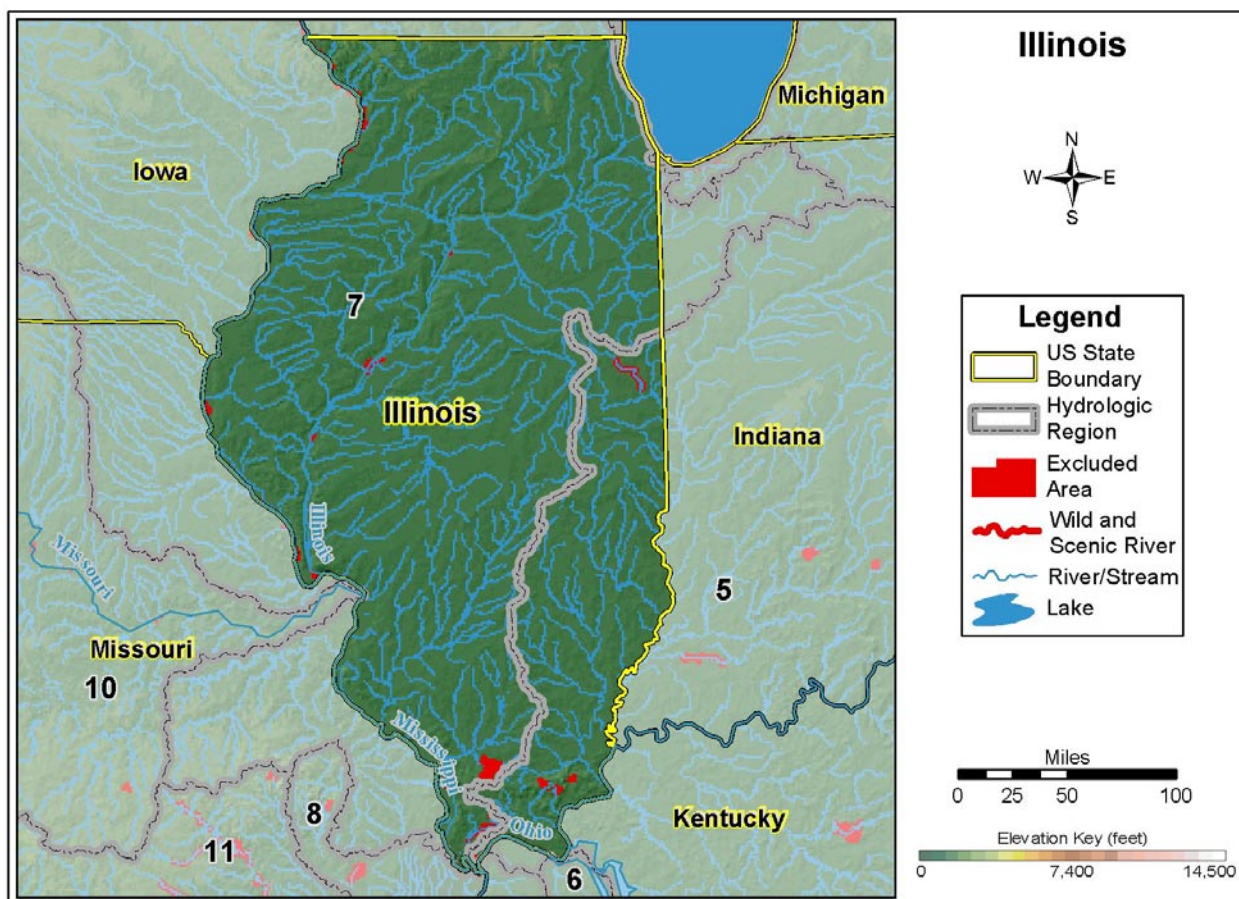 Illinois
Michigan
N
W E
S
Iowa
7
Legend
US State
Boundary
Hydrologic
Region
Excluded
Area
Wild and
Scenic River
River/Stream
Lake
Illinois
Indiana
Illinois
Missouri
5
Missouri
10
Mississippi
Miles
0 25 50 100
8
Ohio
Kentucky
11
6
Elevation Key (feet)
0 7,400 14,500